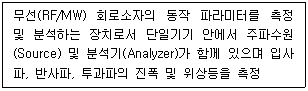 무선(RF/MW) 회로소자의 동작 파라미터를 측정
및 분석하는 장치로서 단일기기 안에서 주파수원
(Source) 및 분석기(Analyzer)가 함께 있으며 입사
파, 반사파, 투과파의 진폭 및 위상등을 측정